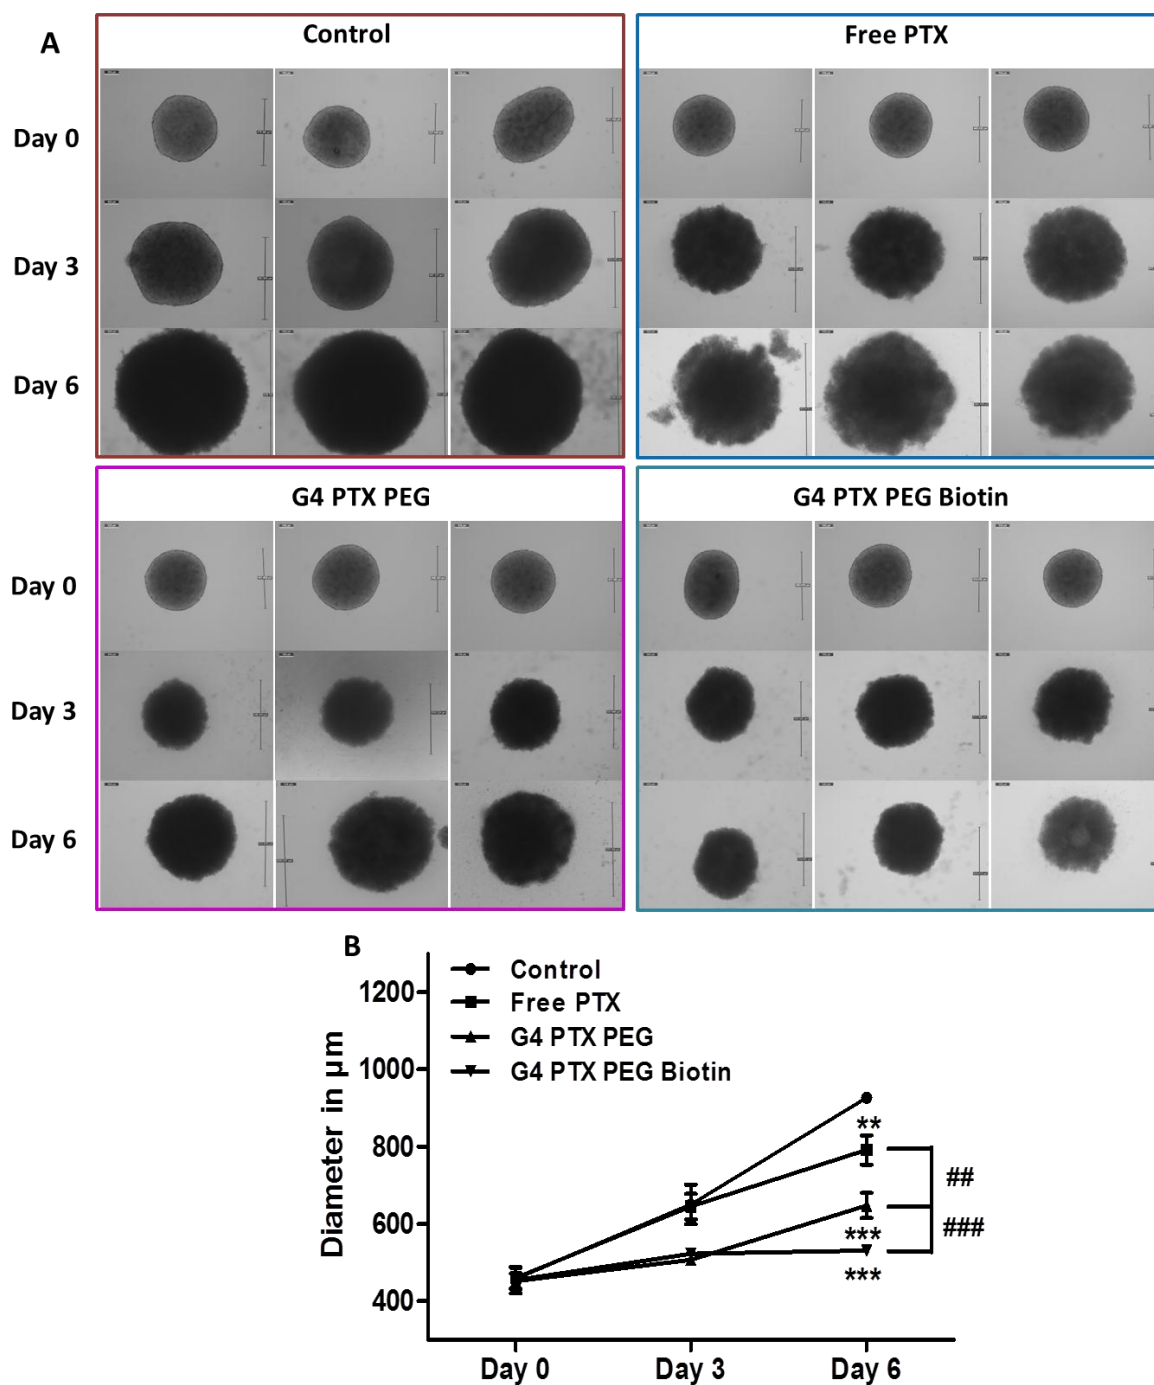 A
Control
Free PTX
Day 0
Day 3
Day 6
G4 PTX PEG
G4 PTX PEG Biotin
Day 0
Day 3
Day 6
B
Control
Free PTX
G4 PTX PEG
G4 PTX PEG Biotin
Diameter in µm
1200
1000
800
600
400
**
##
***
###
***
Day 0 Day 3 Day 6